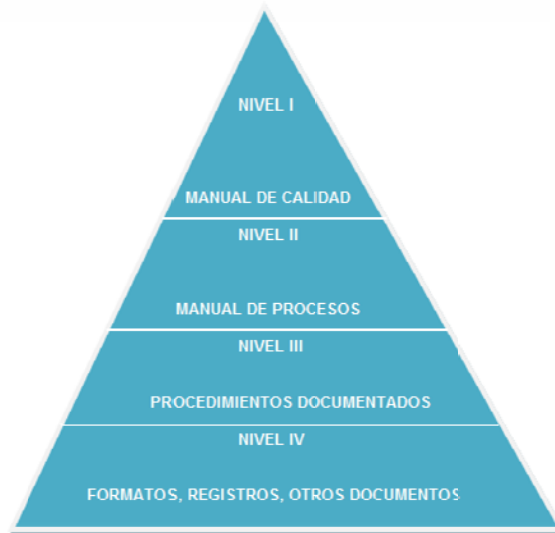 NIVEL I
MANUAL DE CALIDAD
NIVEL II
MANUAL DE PROCESOS
NIVEL III
PROCEDIMIENTOS DOCUMENTADOS
NIVEL IV
FORMATOS, REGISTROS, OTROS DOCUMENTOS